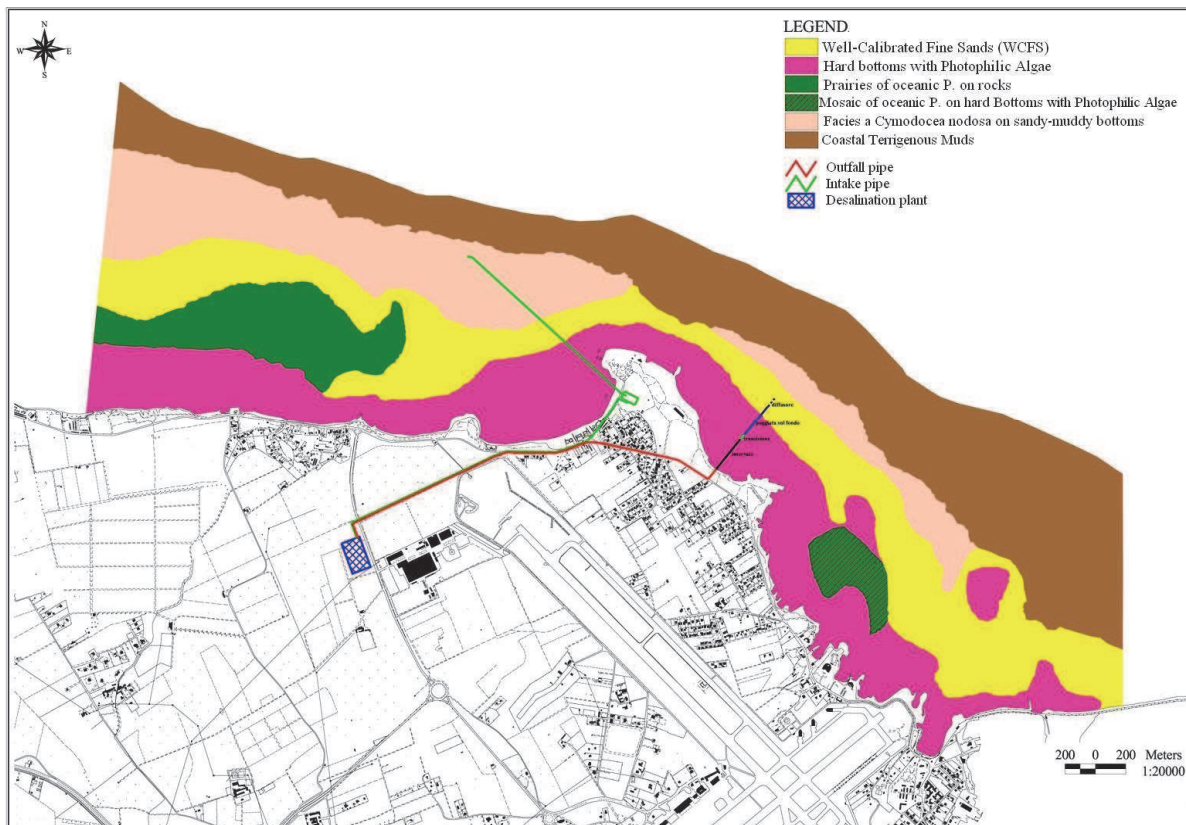 N
W E
S
LEGEND
Well-Calibrated Fine Sands (WCFS)
Hard bottoms with Photophilic Algae
Prairies of oceanic P. on rocks
Mosaic of oceanic P. on hard Bottoms with Photophilic Algae
Facies a Cymodocea nodosa on sandy-muddy bottoms
Coastal Terrigenous Muds
Outfall pipe
Intake pipe
Desalination plant
diffusore
200 0 200 Meters
1:20000